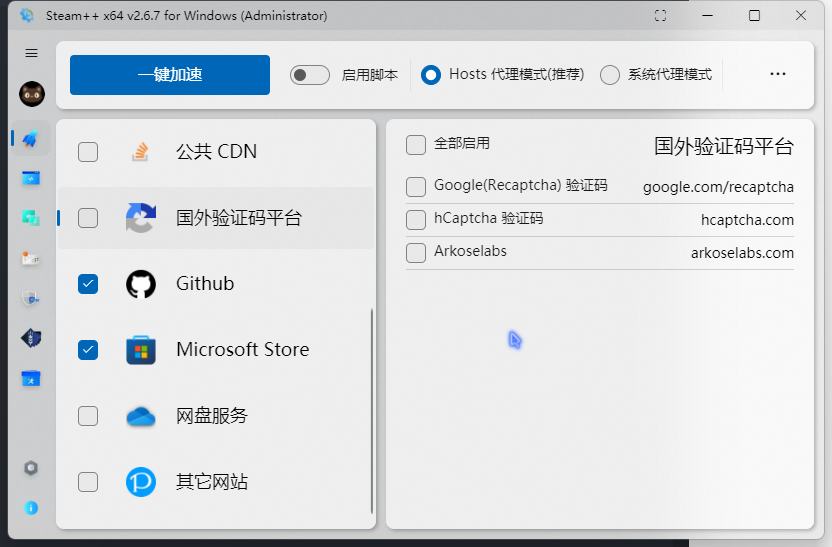 Steam++ x64 v2.6.7 for Windows (Administrator)
一键加速
启用脚本
Hosts 代理模式(推荐)
系统代理模式
公共 CDN
国外验证码平台
Github
Microsoft Store
网盘服务
其它网站
全部启用
国外验证码平台
Google(Recaptcha) 验证码
google.com/recaptcha
hCaptcha 验证码
hcaptcha.com
Arkoselabs
arkoselabs.com